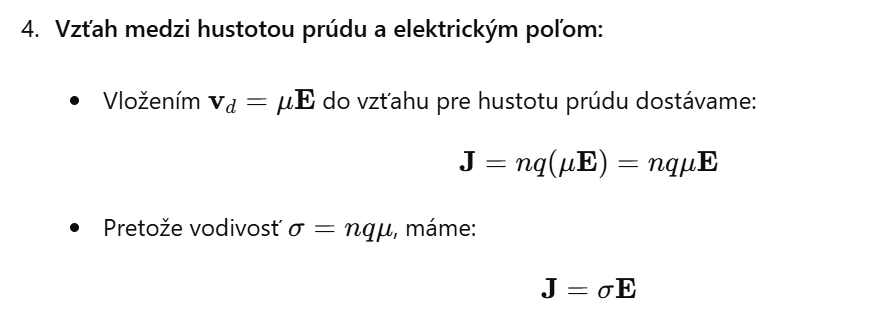 4. Vzťah medzi hustotou prúdu a elektrickým poľom:
• Vložením v_d = μE do vzťahu pre hustotu prúdu dostávame:
J = nq(μE) = nqμE
• Pretože vodivosť σ = nqμ, máme:
J = σE